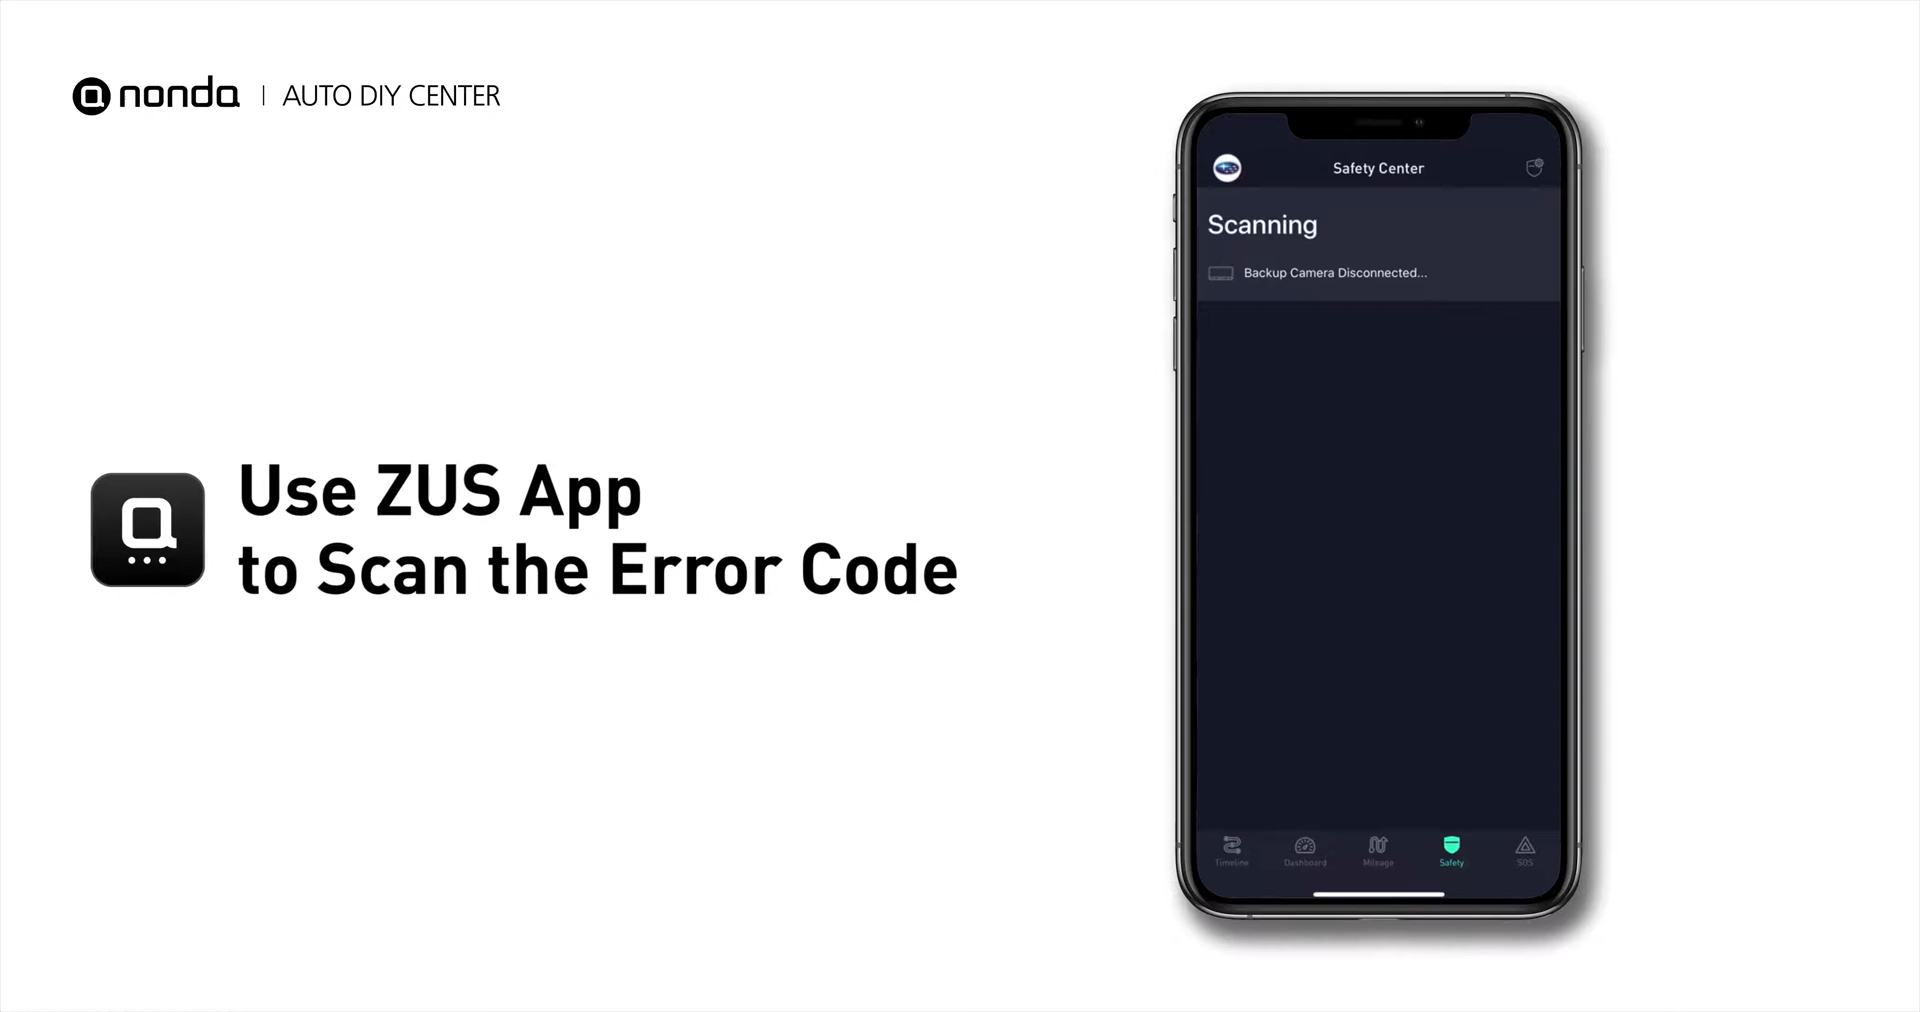 nonda | AUTO DIY CENTER
Use ZUS App
to Scan the Error Code
Safety Center
Scanning
Backup Camera Disconnected...
Timeline
Dashboard
Mileage
Safety
SOS